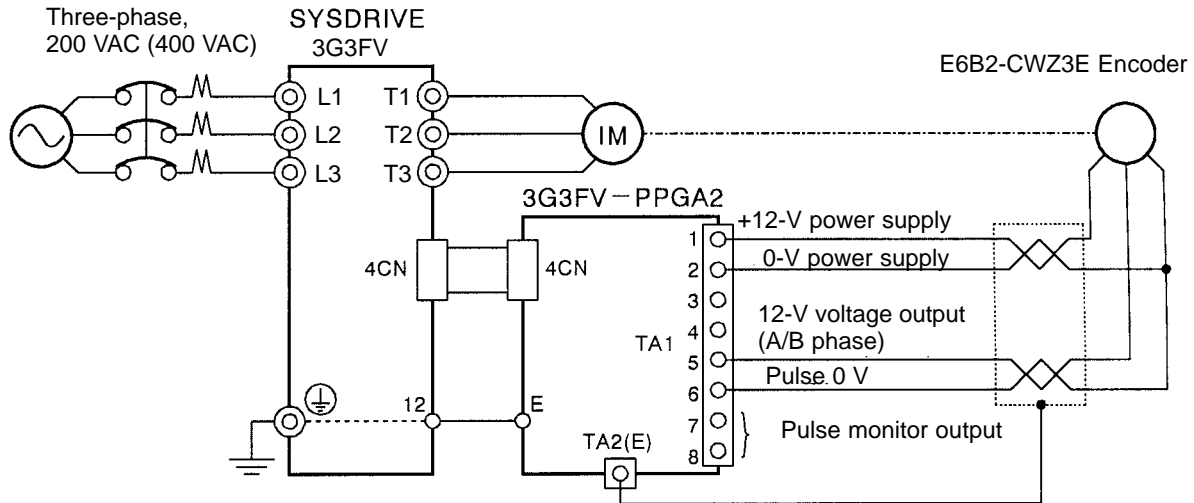 Three-phase,
200 VAC (400 VAC)
SYSDRIVE
3G3FV
E6B2-CWZ3E Encoder
L1 T1
L2 T2
L3 T3
IM
3G3FV-PPGA2
+12-V power supply
1
0-V power supply
2
4CN 4CN
3
12-V voltage output
(A/B phase)
4
TA1
5
Pulse 0 V
6
12 E
7
Pulse monitor output
8
TA2(E)